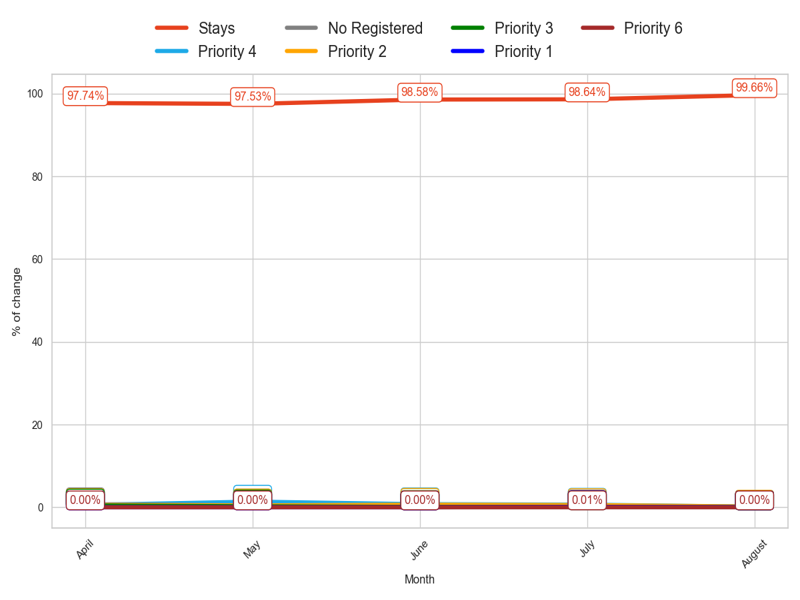 Stays No Registered Priority 3 Priority 6
Priority 4 Priority 2 Priority 1
% of change
100
80
60
40
20
0
97.74% 97.53% 98.58% 98.64% 99.66%
0.00% 0.00% 0.00% 0.01% 0.00%
April May June July August
Month